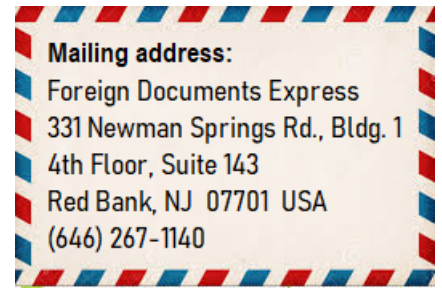 Mailing address:
Foreign Documents Express
331 Newman Springs Rd., Bldg. 1
4th Floor, Suite 143
Red Bank, NJ  07701  USA
(646) 267-1140